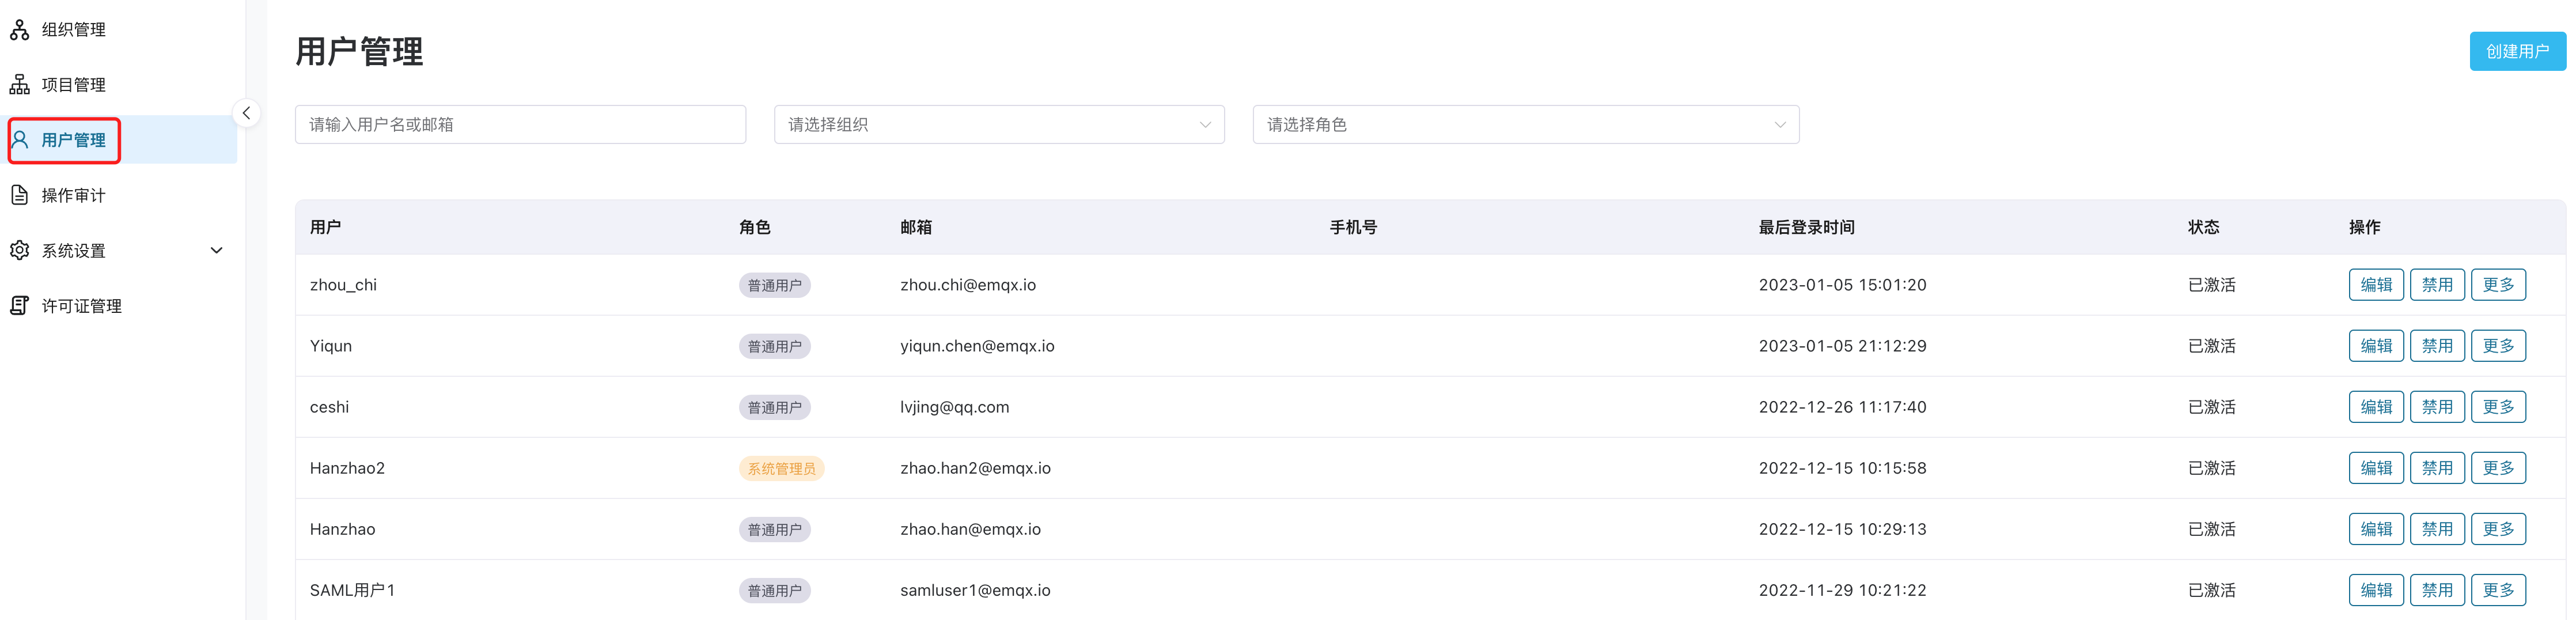 组织管理
项目管理
用户管理
操作审计
系统设置
许可证管理
用户管理
创建用户
请输入用户名或邮箱 请选择组织 请选择角色
用户 角色 邮箱 手机号 最后登录时间 状态 操作
zhou_chi 普通用户 zhou.chi@emqx.io 2023-01-05 15:01:20 已激活 编辑 禁用 更多
Yiqun 普通用户 yiqun.chen@emqx.io 2023-01-05 21:12:29 已激活 编辑 禁用 更多
ceshi 普通用户 lvjing@qq.com 2022-12-26 11:17:40 已激活 编辑 禁用 更多
Hanzhao2 系统管理员 zhao.han2@emqx.io 2022-12-15 10:15:58 已激活 编辑 禁用 更多
Hanzhao 普通用户 zhao.han@emqx.io 2022-12-15 10:29:13 已激活 编辑 禁用 更多
SAML用户1 普通用户 samluser1@emqx.io 2022-11-29 10:21:22 已激活 编辑 禁用 更多